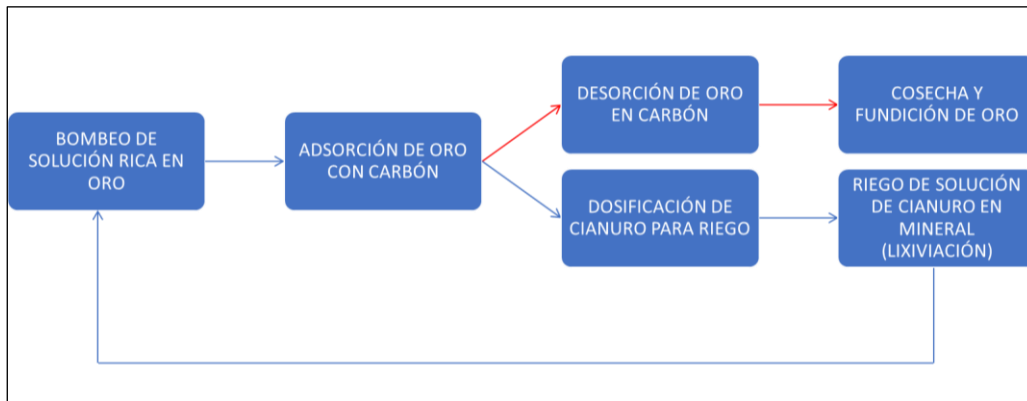 BOMBEO DE
SOLUCIÓN RICA EN
ORO
ADSORCIÓN DE ORO
CON CARBÓN
DESORCIÓN DE ORO
EN CARBÓN
COSECHA Y
FUNDICIÓN DE ORO
DOSIFICACIÓN DE
CIANURO PARA RIEGO
RIEGO DE SOLUCIÓN
DE CIANURO EN
MINERAL
(LIXIVIACIÓN)